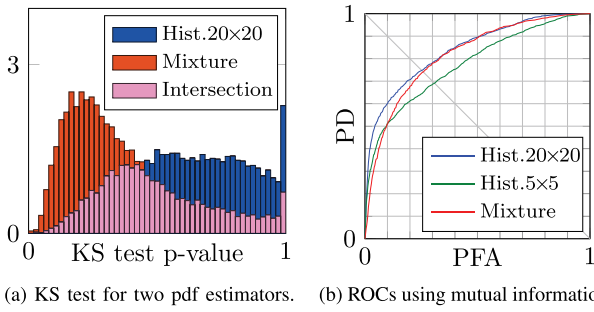 Hist.20×20
Mixture
Intersection
3
0
0
KS test p-value
1
(a) KS test for two pdf estimators.
1
PD
Hist.20×20
Hist.5×5
Mixture
0
0
PFA
1
(b) ROCs using mutual informatio